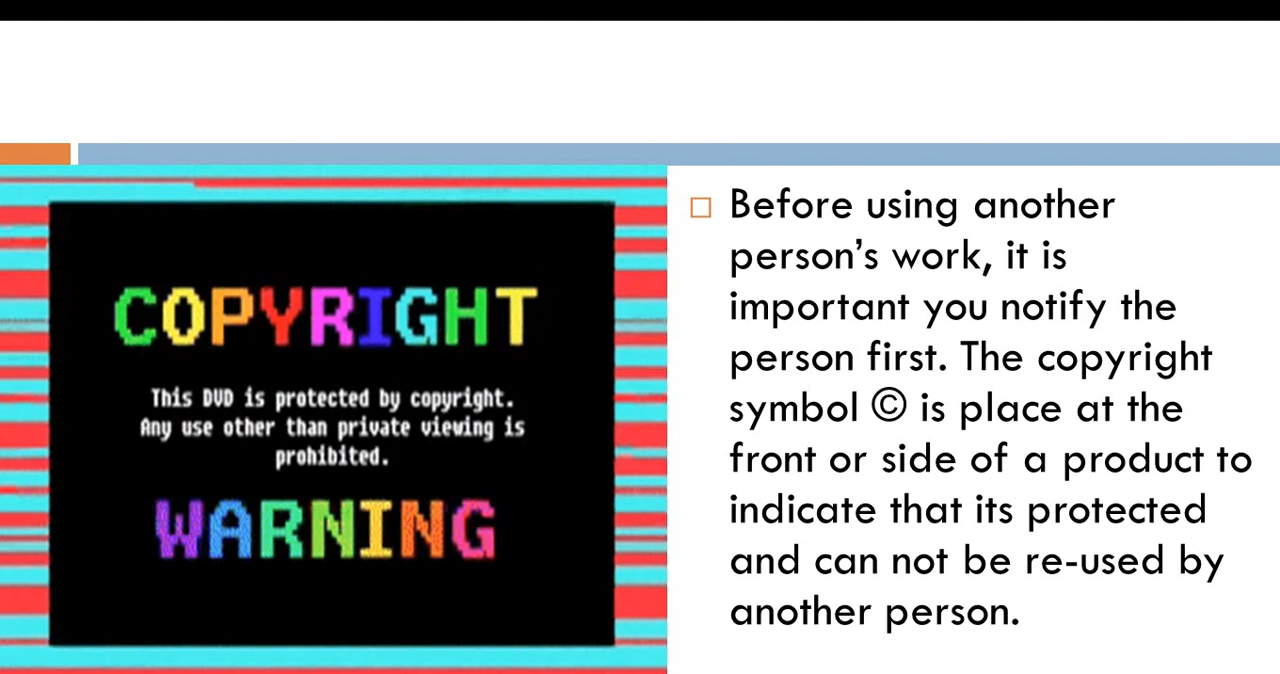 COPYRIGHT
This DVD is protected by copyright.
Any use other than private viewing is
prohibited.
WARNING
Before using another
person’s work, it is
important you notify the
person first. The copyright
symbol © is place at the
front or side of a product to
indicate that its protected
and can not be re-used by
another person.